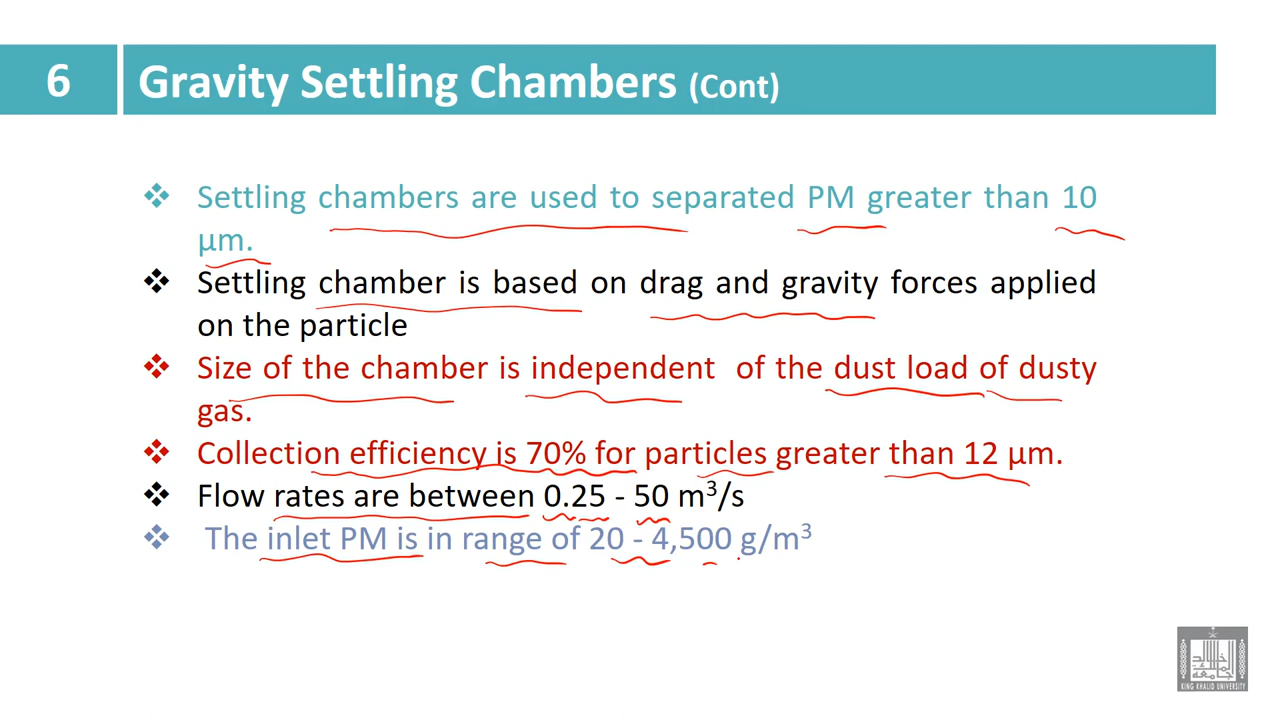 6
Gravity Settling Chambers (Cont)
❖ Settling chambers are used to separated PM greater than 10
μm.
❖ Settling chamber is based on drag and gravity forces applied
on the particle
❖ Size of the chamber is independent of the dust load of dusty
gas.
❖ Collection efficiency is 70% for particles greater than 12 μm.
❖ Flow rates are between 0.25 - 50 m³/s
❖ The inlet PM is in range of 20 - 4,500 g/m³
KING KHALID UNIVERSITY